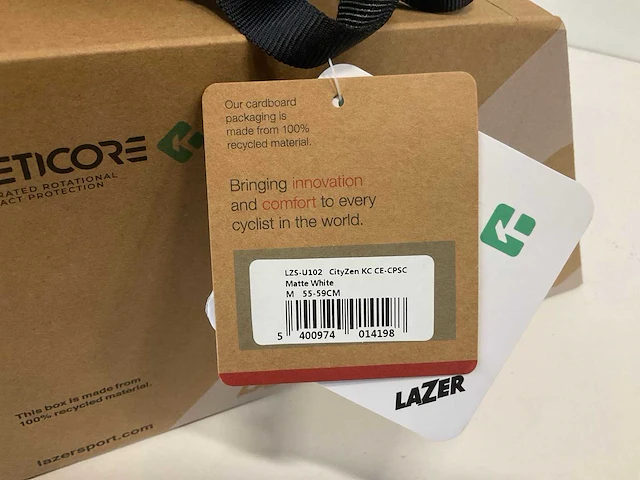 Our cardboard
packaging is
made from 100%
recycled material.
Bringing innovation
and comfort to every
cyclist in the world.
LZS-U102 CityZen KC CE-CPSC
Matte White
M 55-59CM
5 400974 014198
ETICORE
RATED ROTATIONAL
ACT PROTECTION
This box is made from
100% recycled material.
lazersport.com
LAZER